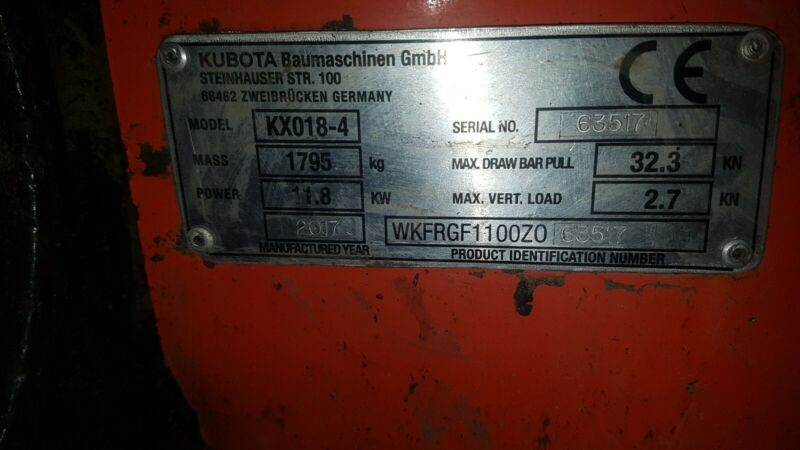 KUBOTA Baumaschinen GmbH
STEINHAUSER STR. 100
66482 ZWEIBRÜCKEN GERMANY
CE
MODEL KX018-4 SERIAL NO. 63517
MASS 1795 kg MAX. DRAW BAR PULL 32.3 KN
POWER 11.8 KW MAX. VERT. LOAD 2.7 KN
2017 WKFRGF1100Z0 63517
MANUFACTURED YEAR PRODUCT IDENTIFICATION NUMBER